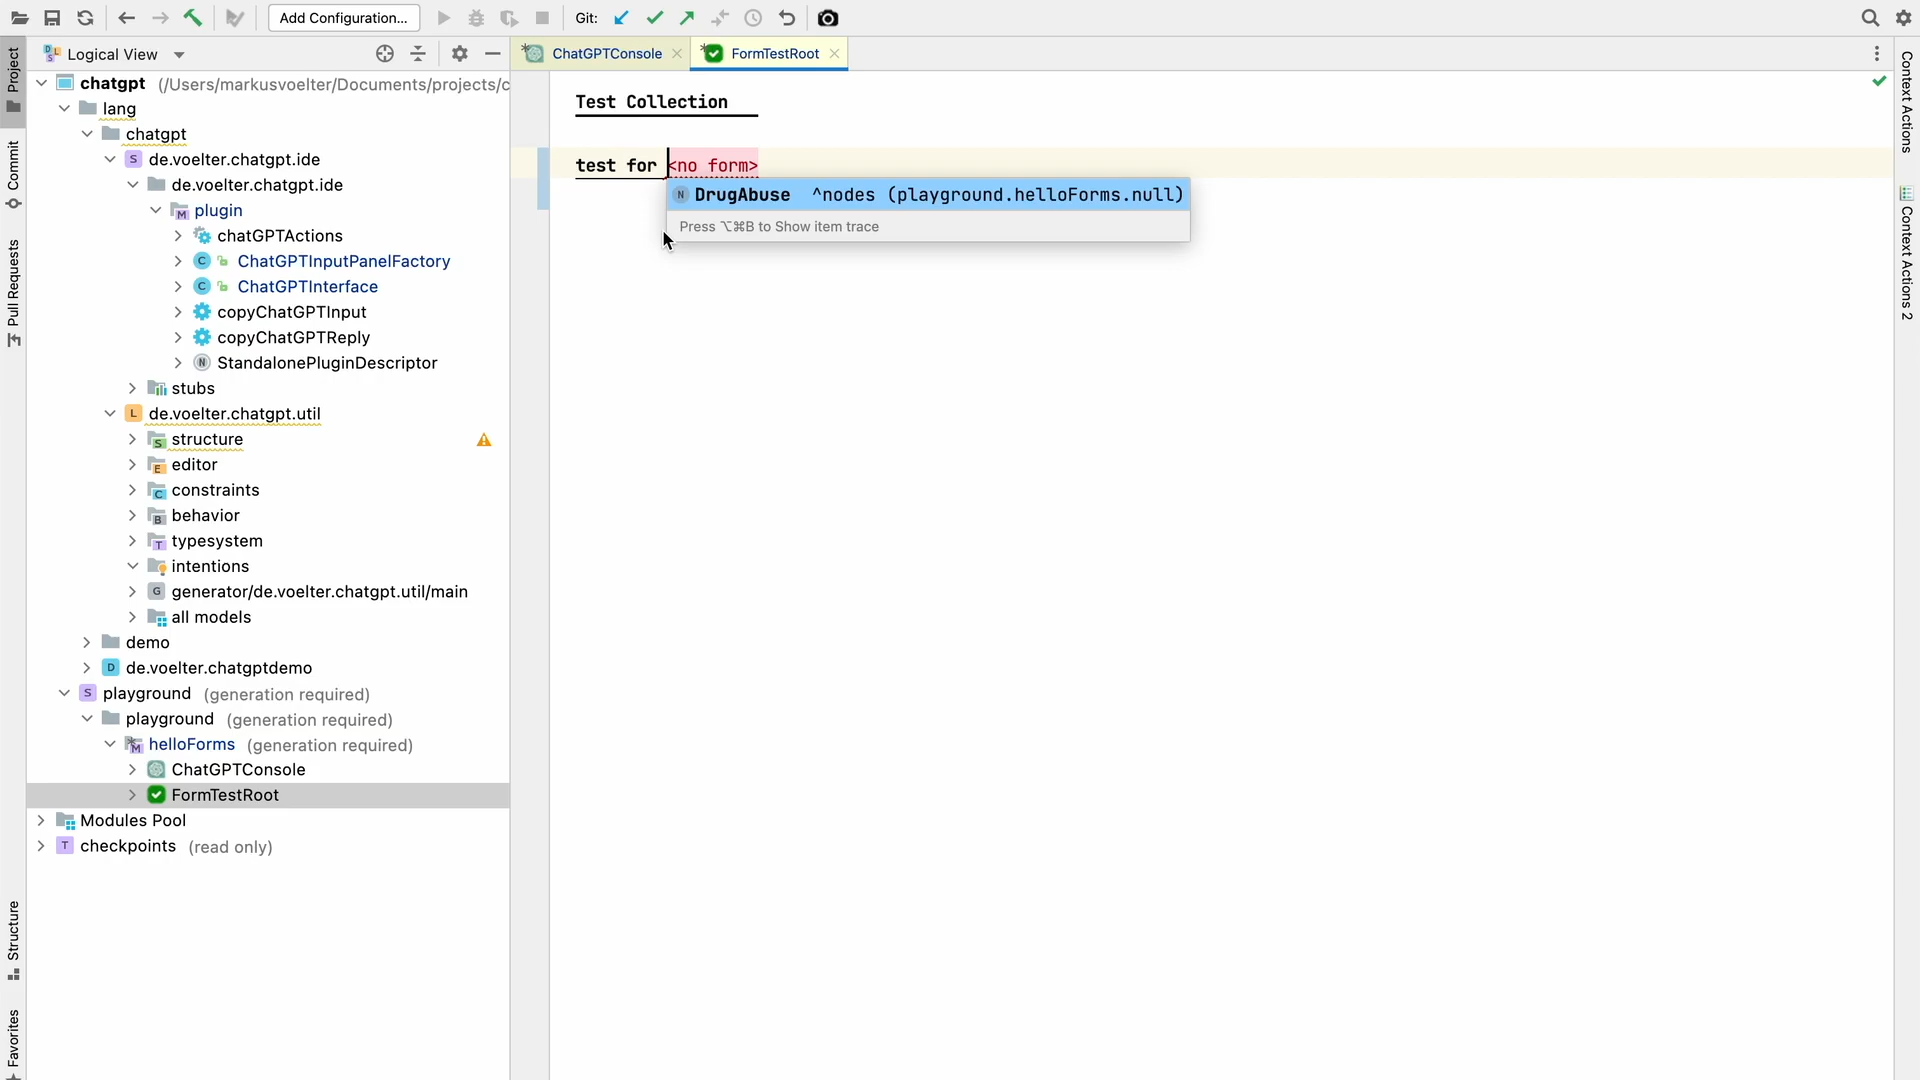 Add Configuration...
Git:
Logical View
ChatGPTConsole
FormTestRoot
Project
Commit
Pull Requests
Structure
Favorites
chatgpt (/Users/markusvoelter/Documents/projects/c
lang
chatgpt
de.voelter.chatgpt.ide
de.voelter.chatgpt.ide
plugin
chatGPTActions
ChatGPTInputPanelFactory
ChatGPTInterface
copyChatGPTInput
copyChatGPTReply
StandalonePluginDescriptor
stubs
de.voelter.chatgpt.util
structure
editor
constraints
behavior
typesystem
intentions
generator/de.voelter.chatgpt.util/main
all models
demo
de.voelter.chatgptdemo
playground (generation required)
playground (generation required)
helloForms (generation required)
ChatGPTConsole
FormTestRoot
Modules Pool
checkpoints (read only)
Test Collection
test for <no form>
DrugAbuse ^nodes (playground.helloForms.null)
Press ⌥⌘B to Show item trace
Context Actions
Context Actions 2